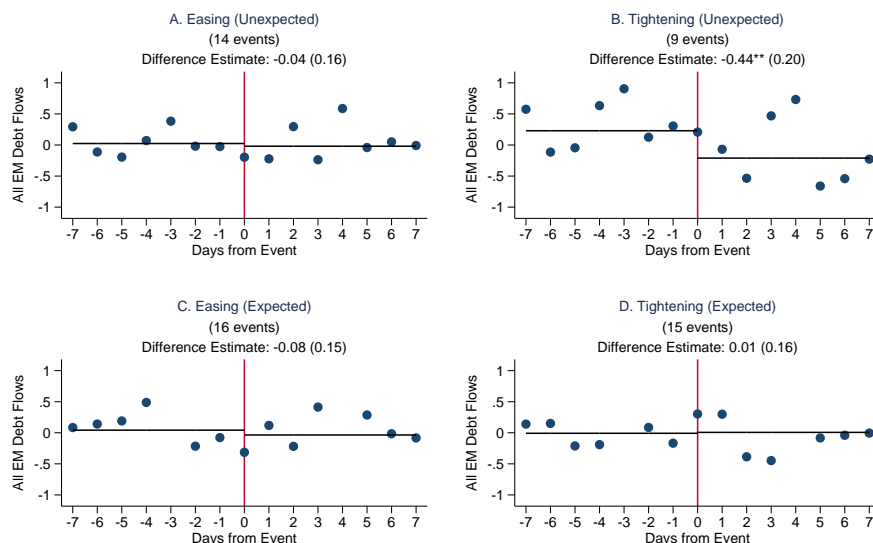 A. Easing (Unexpected)
(14 events)
Difference Estimate: -0.04 (0.16)
All EM Debt Flows
1
.5
0
-.5
-1
-7 -6 -5 -4 -3 -2 -1 0 1 2 3 4 5 6 7
Days from Event
B. Tightening (Unexpected)
(9 events)
Difference Estimate: -0.44** (0.20)
All EM Debt Flows
1
.5
0
-.5
-1
-7 -6 -5 -4 -3 -2 -1 0 1 2 3 4 5 6 7
Days from Event
C. Easing (Expected)
(16 events)
Difference Estimate: -0.08 (0.15)
All EM Debt Flows
1
.5
0
-.5
-1
-7 -6 -5 -4 -3 -2 -1 0 1 2 3 4 5 6 7
Days from Event
D. Tightening (Expected)
(15 events)
Difference Estimate: 0.01 (0.16)
All EM Debt Flows
1
.5
0
-.5
-1
-7 -6 -5 -4 -3 -2 -1 0 1 2 3 4 5 6 7
Days from Event